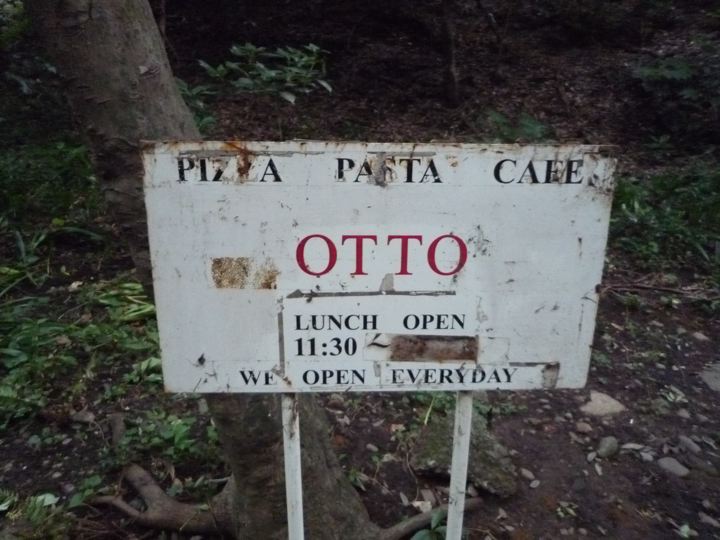 PIZZA PASTA CAFE
OTTO
LUNCH OPEN
11:30 ~
WE OPEN EVERYDAY